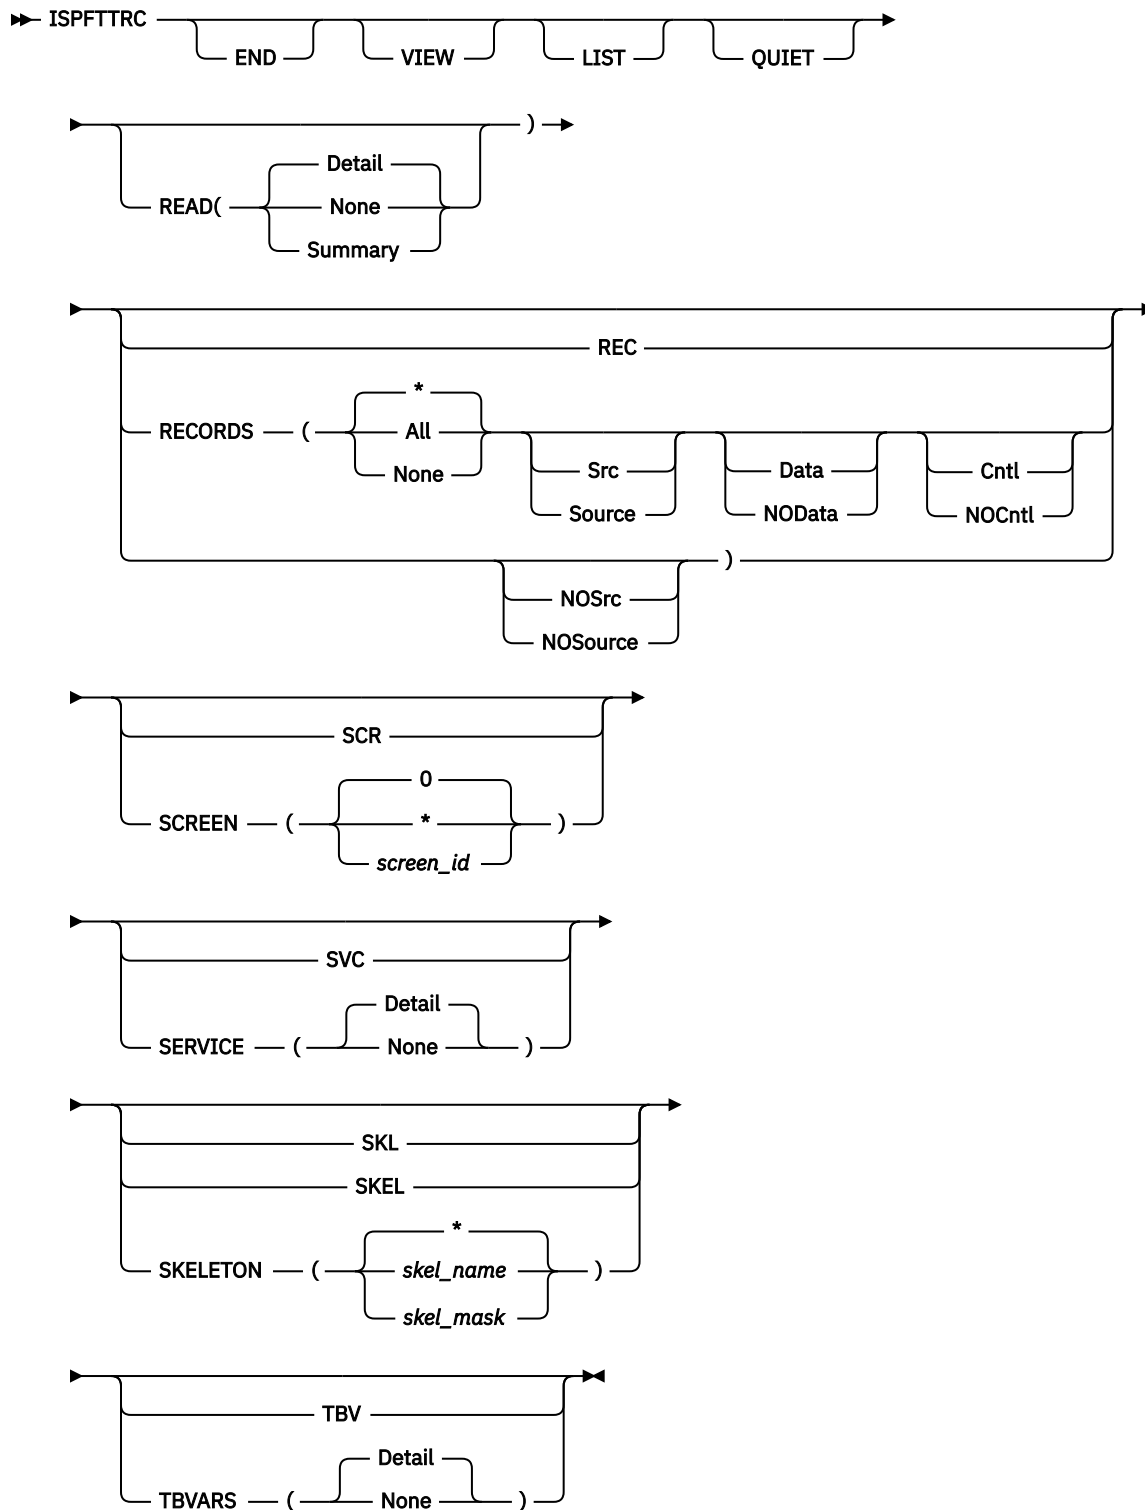 ISPFTTRC
END VIEW LIST QUIET
)
Detail
READ( None
Summary
REC
*
RECORDS ( All
None
Src Data Cntl
Source NOData NOCntl
)
NOSrc
NOSource
SCR
0
SCREEN ( * )
screen_id
SVC
Detail
SERVICE ( None )
SKL
SKEL
*
SKELETON ( skel_name )
skel_mask
TBV
Detail
TBVARS ( None )